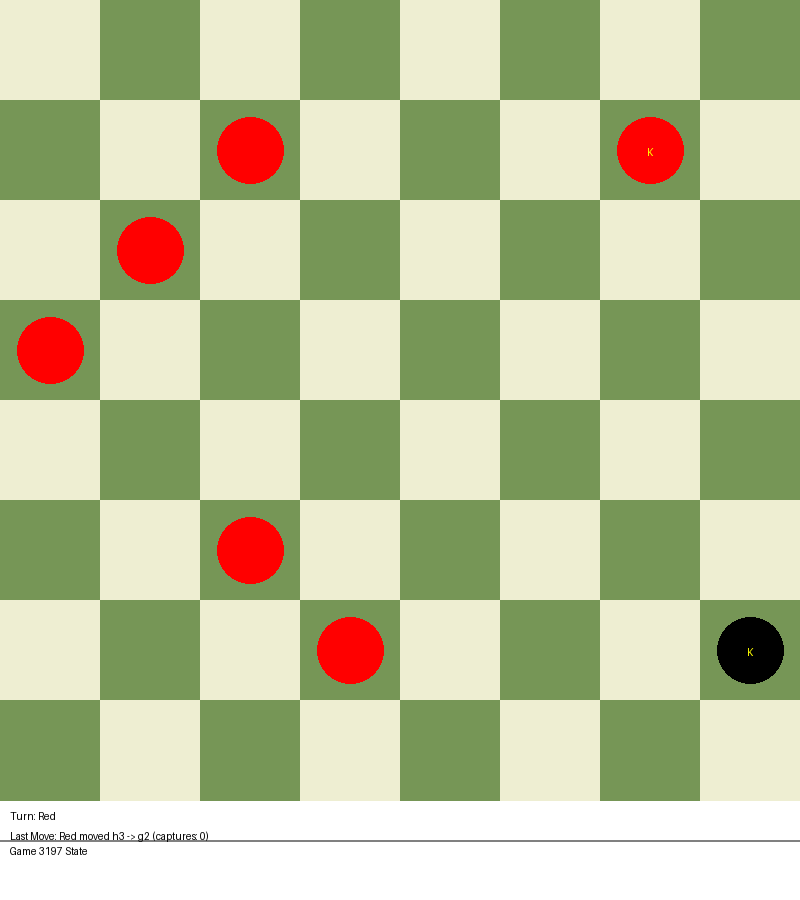 K
K
Turn: Red
Last Move: Red moved h3 -> g2 (captures: 0)
Game 3197 State